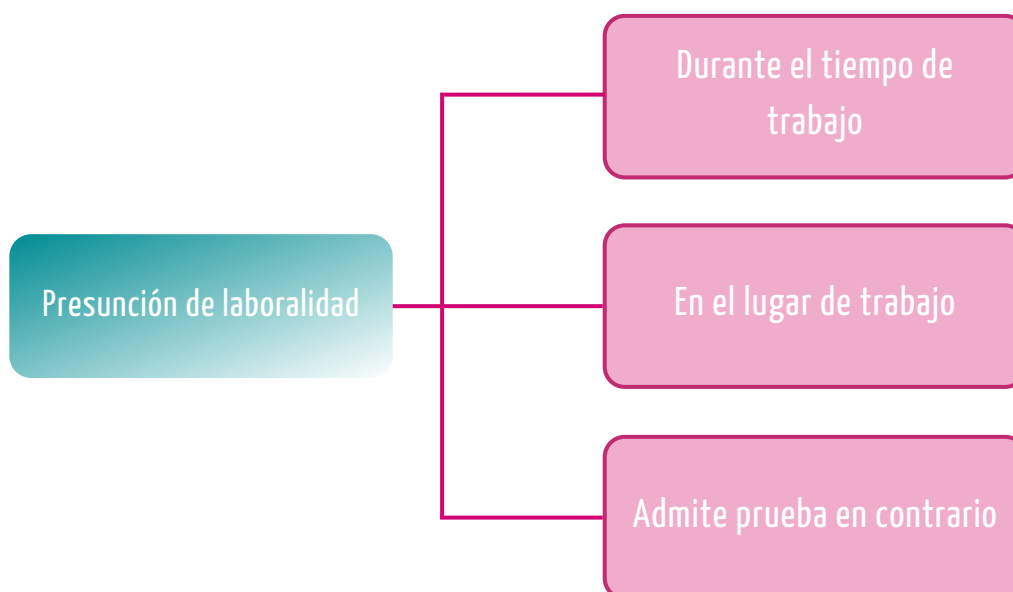 Durante el tiempo de
trabajo
Presunción de laboralidad
En el lugar de trabajo
Admite prueba en contrario